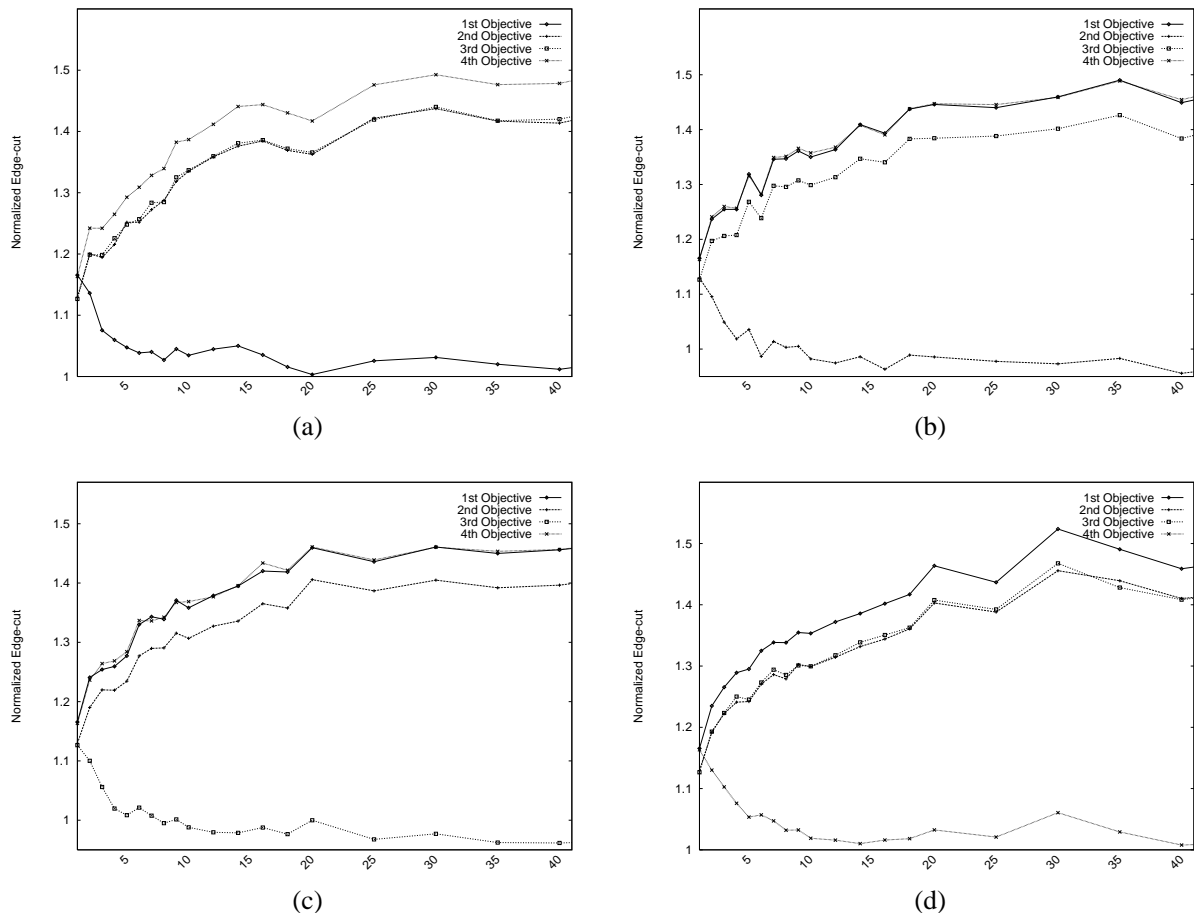 1st Objective
2nd Objective
3rd Objective
4th Objective
Normalized Edge-cut
1.5
1.4
1.3
1.2
1.1
1
5 10 15 20 25 30 35 40
(a)
1st Objective
2nd Objective
3rd Objective
4th Objective
Normalized Edge-cut
1.5
1.4
1.3
1.2
1.1
1
5 10 15 20 25 30 35 40
(b)
1st Objective
2nd Objective
3rd Objective
4th Objective
Normalized Edge-cut
1.5
1.4
1.3
1.2
1.1
1
5 10 15 20 25 30 35 40
(c)
1st Objective
2nd Objective
3rd Objective
4th Objective
Normalized Edge-cut
1.5
1.4
1.3
1.2
1.1
1
5 10 15 20 25 30 35 40
(d)